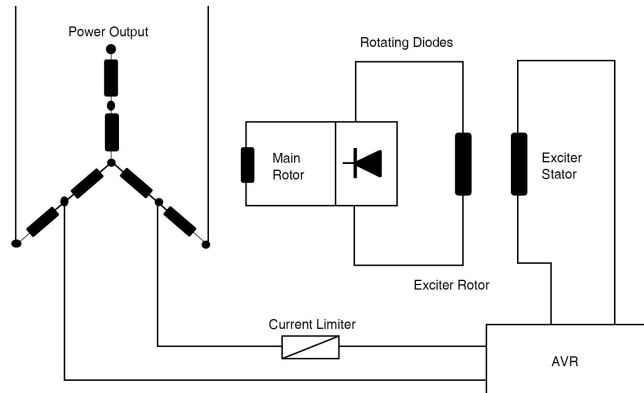 Power Output
Rotating Diodes
Main
Rotor
Exciter
Stator
Exciter Rotor
Current Limiter
AVR